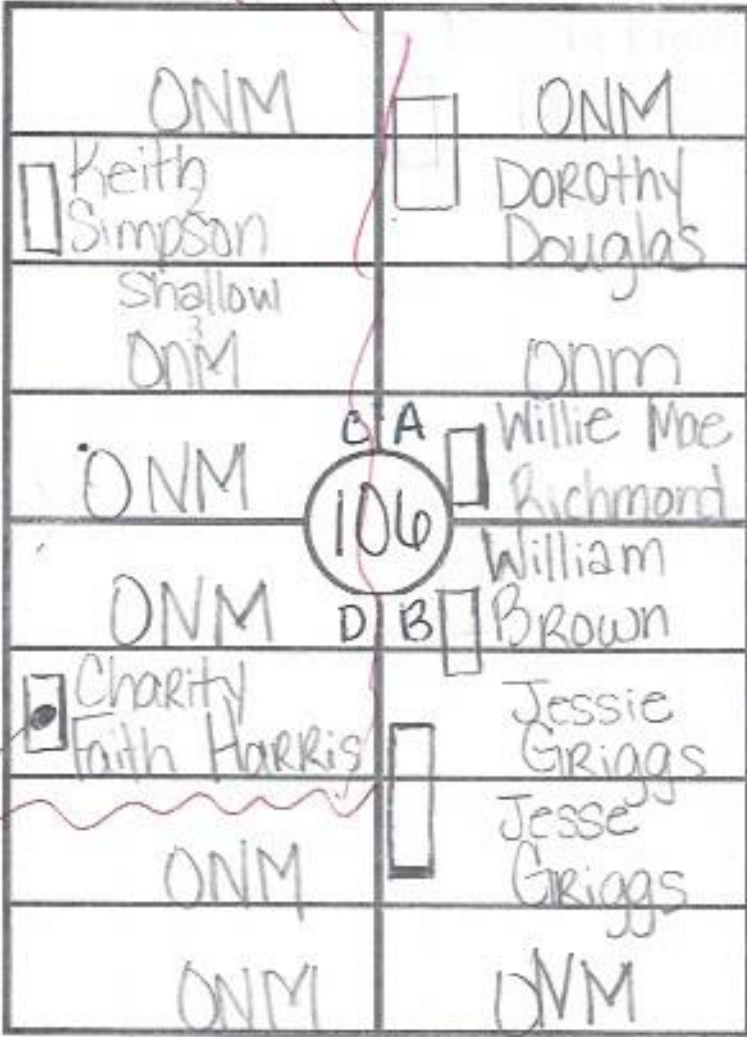 ONM
Keith
Simpson
Shallow
&
OnM
ONM
C
ONM
D
Charity
Faith HARRis
ONM
ONM
106
ONM
DOROthy
Douglas
Onm
A
Willie Mae
Richmond
B
William
BROwn
Jessie
GRiggs
Jesse
GRiggs
ONM